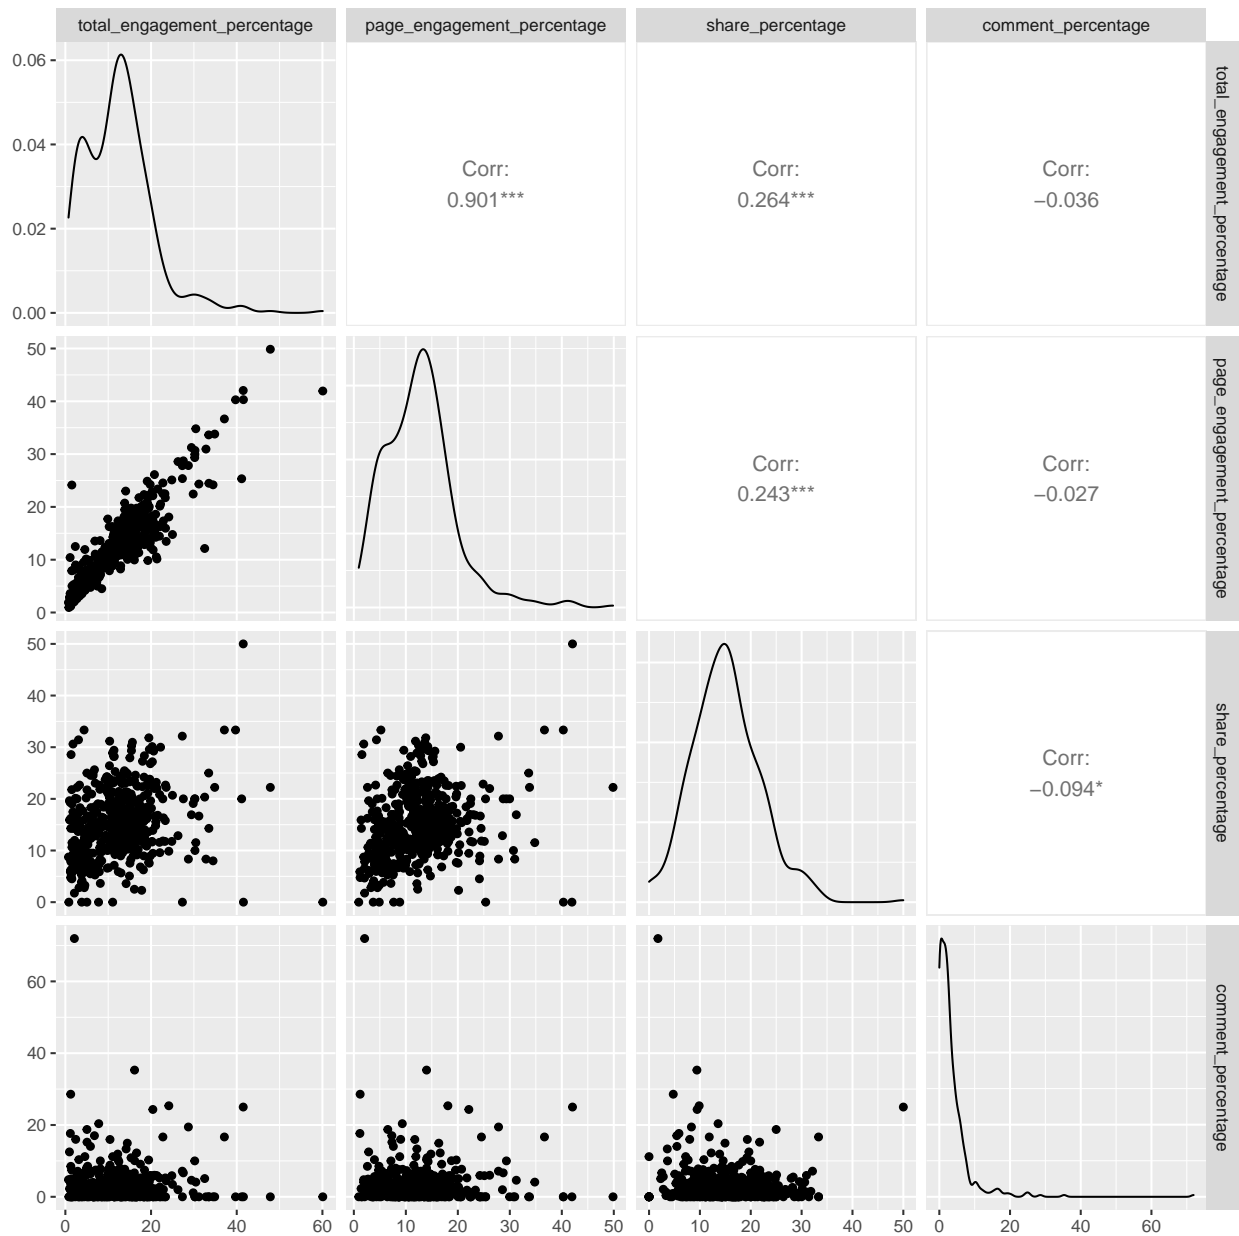 total_engagement_percentage page_engagement_percentage share_percentage comment_percentage
0.06
0.04
0.02
0.00
Corr:
0.901***
Corr:
0.264***
Corr:
−0.036
total_engagement_percentage
50
40
30
20
10
0
Corr:
0.243***
Corr:
−0.027
page_engagement_percentage
50
40
30
20
10
0
Corr:
−0.094*
share_percentage
60
40
20
0
comment_percentage
0 20 40 60 0 10 20 30 40 50 0 10 20 30 40 50 0 20 40 60